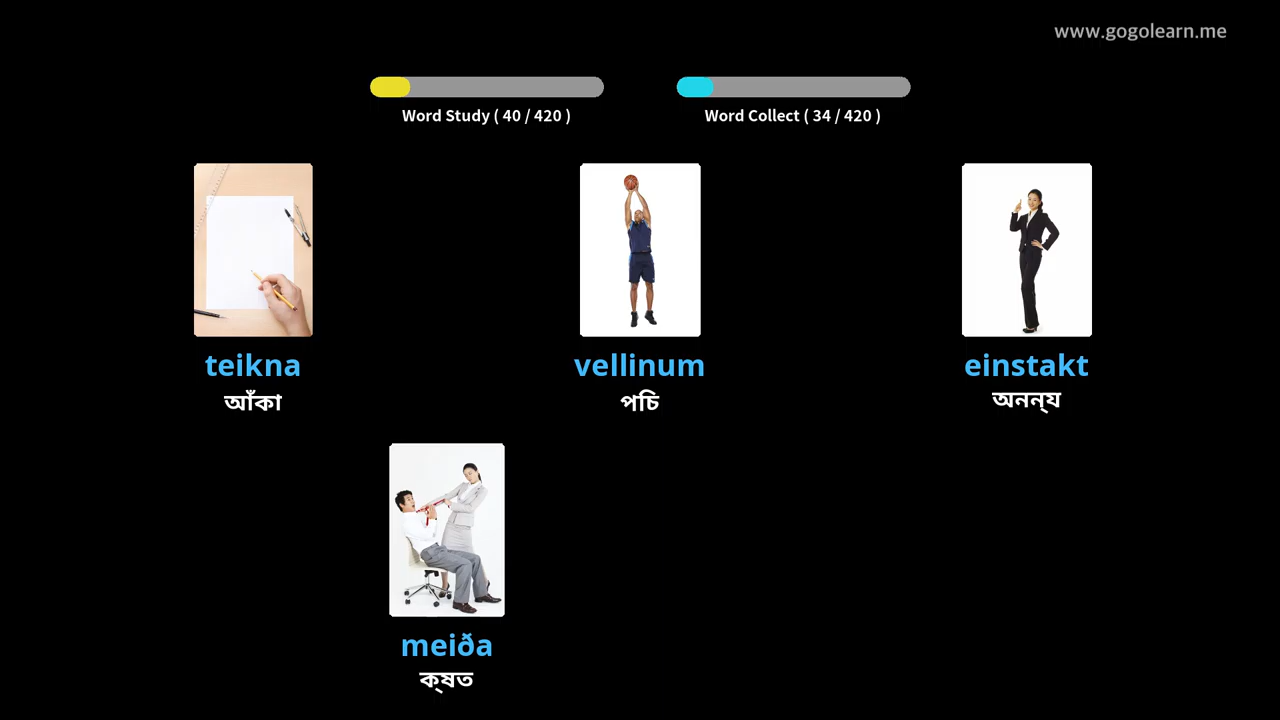 www.gogolearn.me
Word Study ( 40 / 420 )
Word Collect ( 34 / 420 )
teikna
আঁকা
vellinum
পচি
einstakt
অনন্‌য
meiða
ক্‌ষত